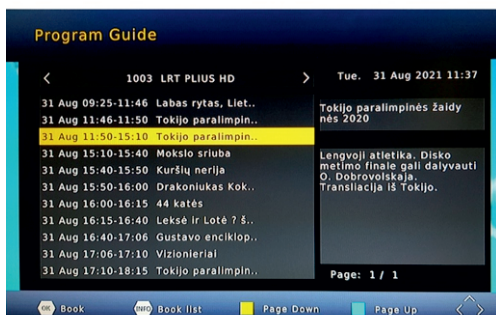 Program Guide
1003 LRT PLIUS HD
Tue. 31 Aug 2021 11:37
31 Aug 09:25-11:46 Labas rytas, Liet..
31 Aug 11:46-11:50 Tokijo paralimpin..
31 Aug 11:50-15:10 Tokijo paralimpin..
31 Aug 15:10-15:40 Mokslo sriuba
31 Aug 15:40-15:50 Kuršių nerija
31 Aug 15:50-16:00 Drakoniukas Kok..
31 Aug 16:00-16:15 44 katės
31 Aug 16:15-16:40 Leksė ir Lotė ? š..
31 Aug 16:40-17:06 Gustavo enciklop..
31 Aug 17:06-17:10 Vizionieriai
31 Aug 17:10-18:15 Tokijo paralimpin..
Tokijo paralimpinės žaidy
nės 2020
Lengvoji atletika. Disko
metimo finale gali dalyvauti
O. Dobrovolskaja.
Transliacija iš Tokijo.
Page: 1/ 1
OK Book INFO Book list Page Down Page Up